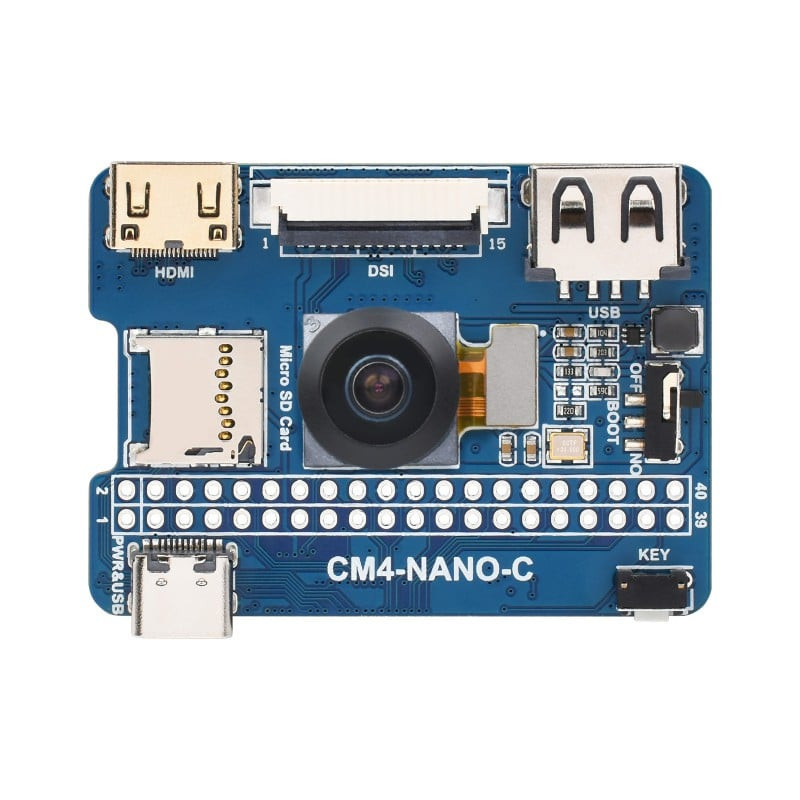 HDMI
1
15
DSI
USB
Micro SD Card
OFF
BOOT
ON
2
40
1
39
PWR&USB
CM4-NANO-C
KEY